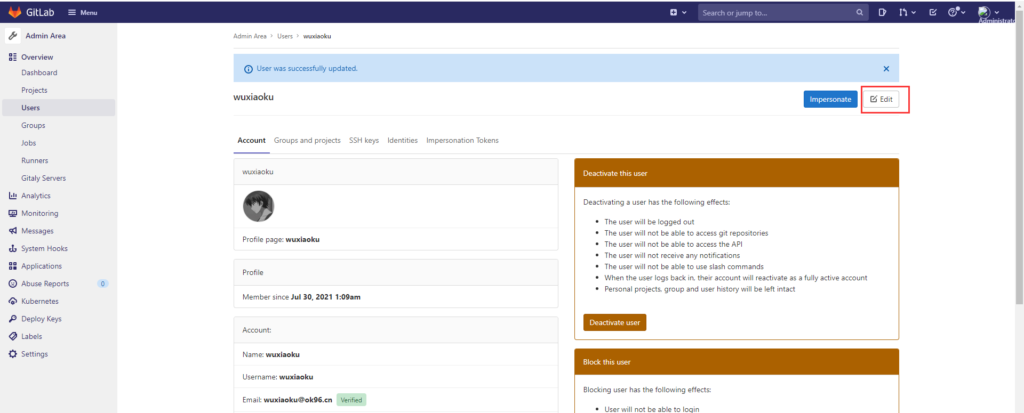 GitLab Menu Search or jump to... Administrat
Admin Area
Overview
Dashboard
Projects
Users
Groups
Jobs
Runners
Gitaly Servers
Analytics
Monitoring
Messages
System Hooks
Applications
Abuse Reports 0
Kubernetes
Deploy Keys
Labels
Settings
Admin Area > Users > wuxiaoku
User was successfully updated.
wuxiaoku
Impersonate Edit
Account Groups and projects SSH keys Identities Impersonation Tokens
wuxiaoku
Profile page: wuxiaoku
Profile
Member since Jul 30, 2021 1:09am
Account:
Name: wuxiaoku
Username: wuxiaoku
Email: wuxiaoku@ok96.cn Verified
Deactivate this user
Deactivating a user has the following effects:
• The user will be logged out
• The user will not be able to access git repositories
• The user will not be able to access the API
• The user will not receive any notifications
• The user will not be able to use slash commands
• When the user logs back in, their account will reactivate as a fully active account
• Personal projects, group and user history will be left intact
Deactivate user
Block this user
Blocking user has the following effects:
• User will not be able to login